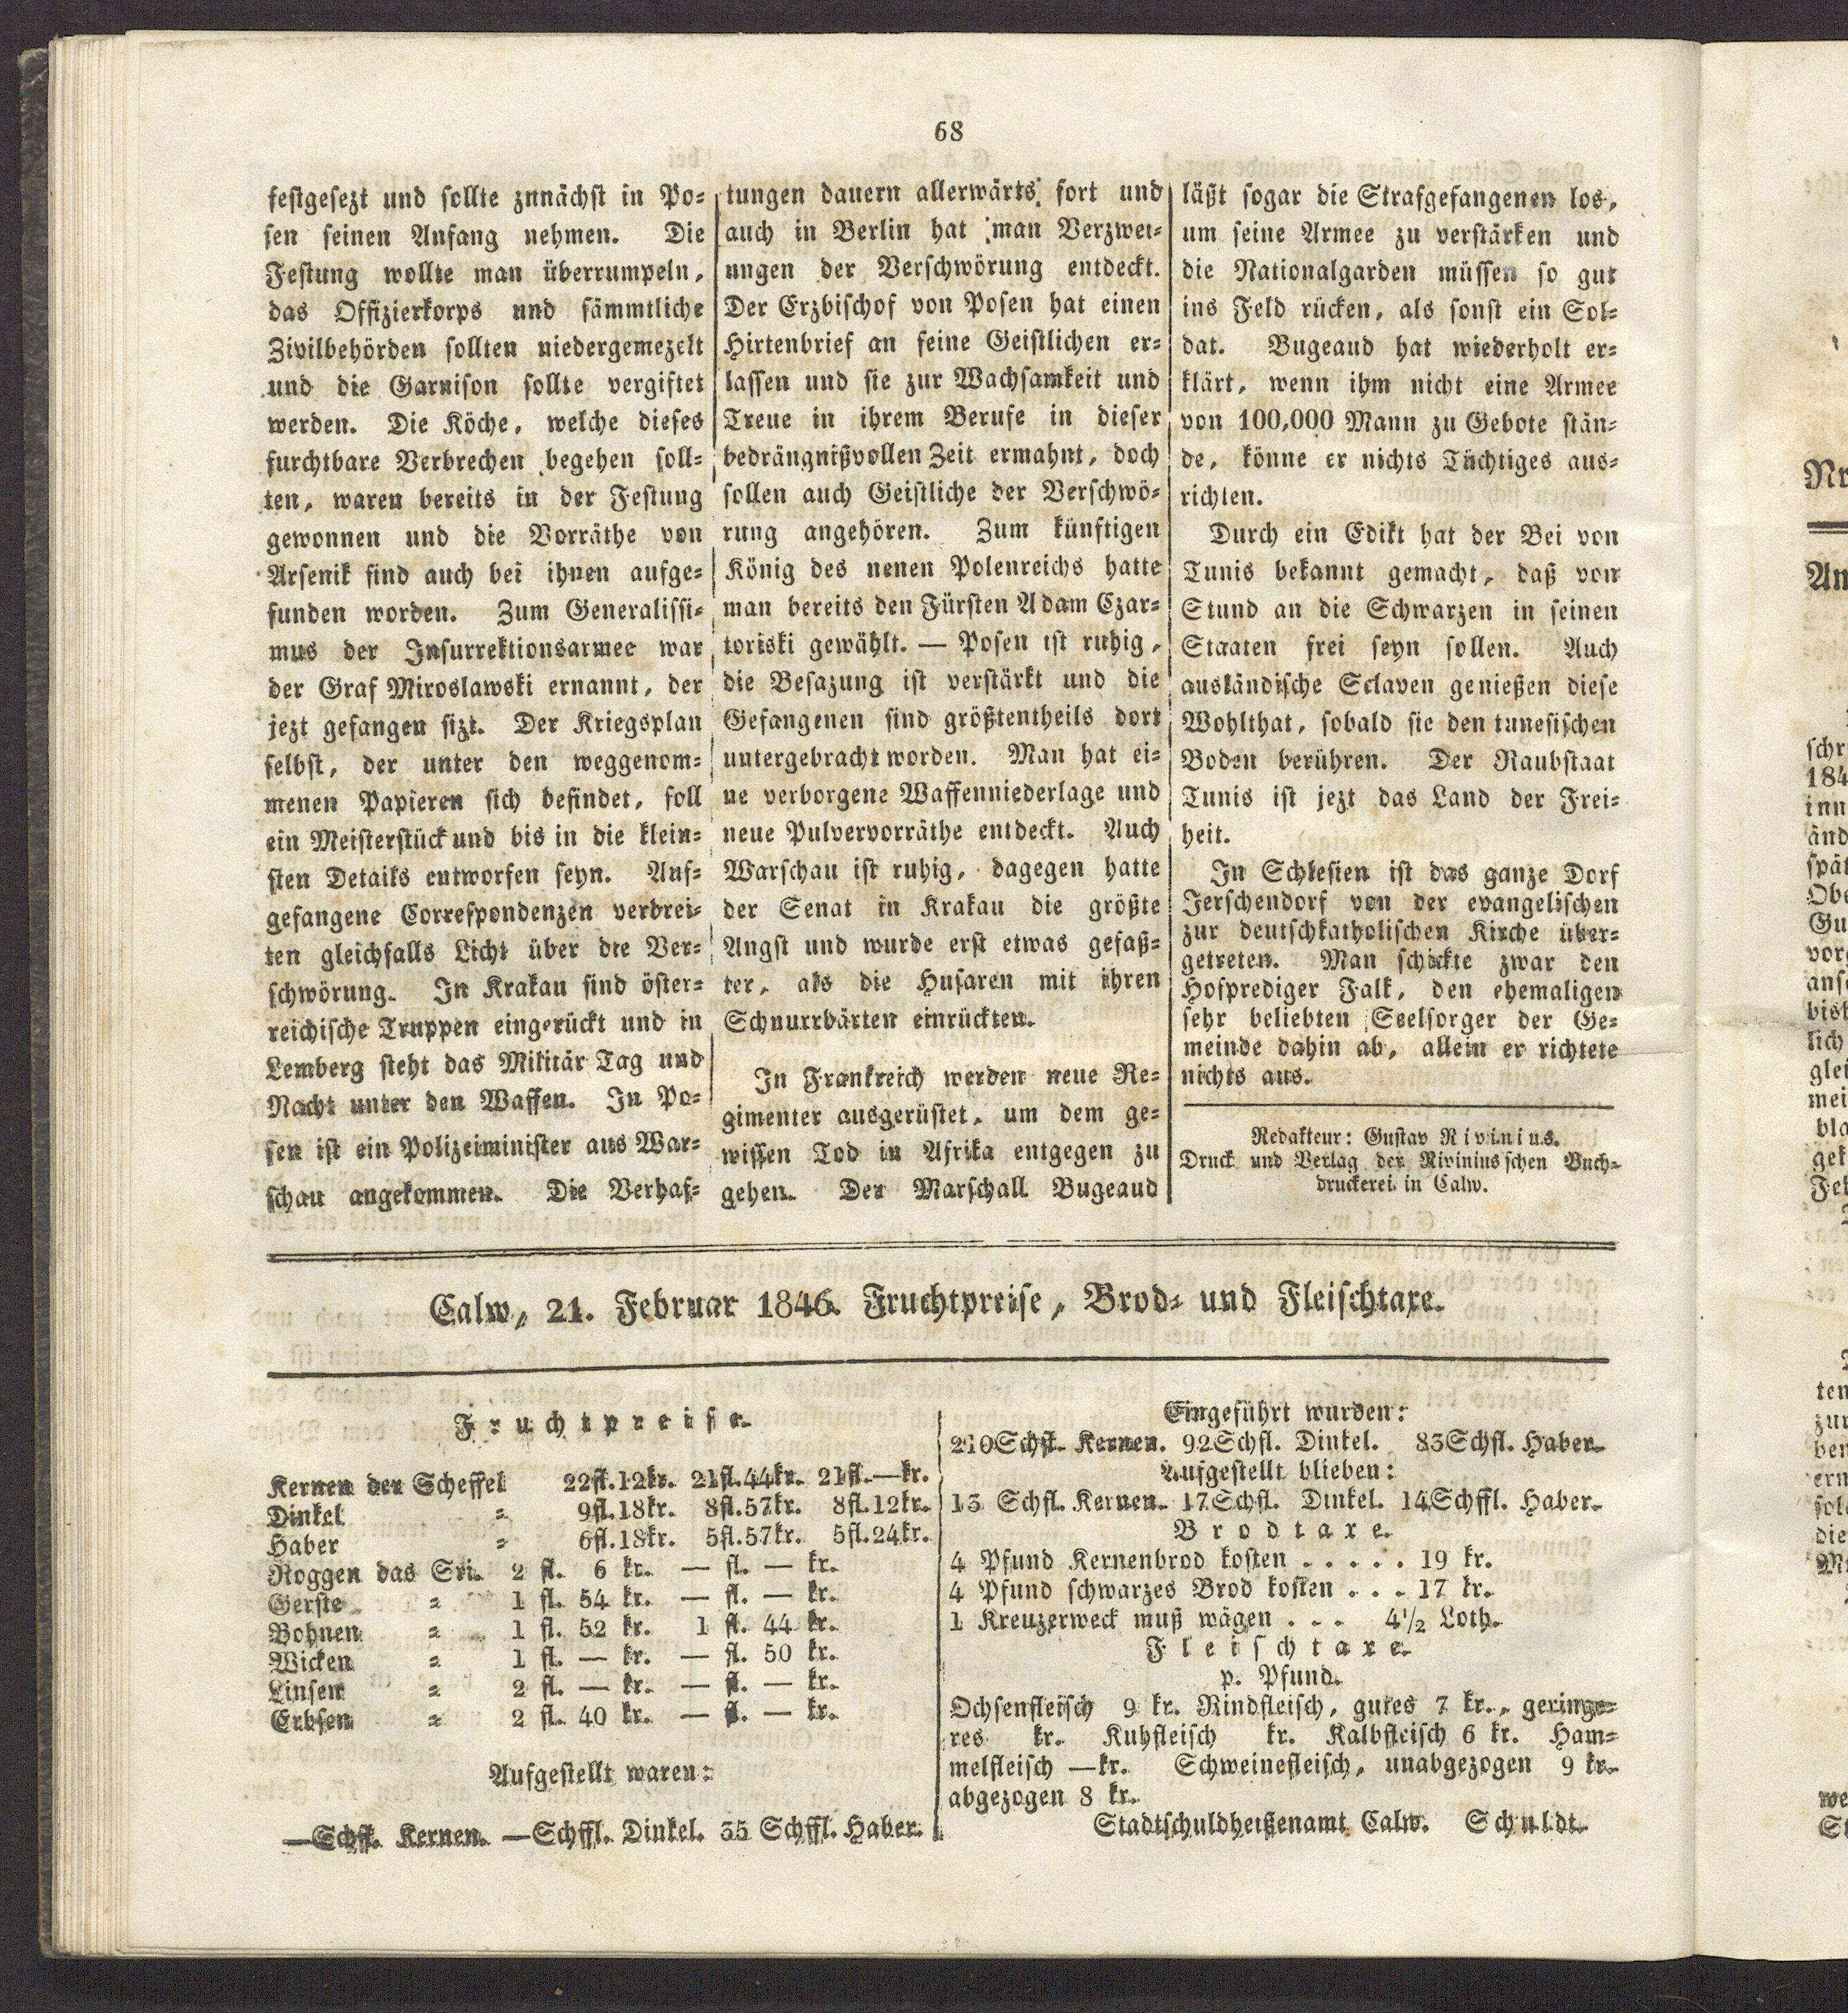 68
festgesezt und sollte znnächst in Po-
sen seinen Anfang nehmen. Die
Festung wollte man überrumpeln,
das Offizierkorps und sämmtliche
Zivilbehörden sollten niedergemezelt
und die Garnison sollte vergiftet
werden. Die Köche, welche dieses
furchtbare Verbrechen begehen soll-
ten, waren bereits in der Festung
gewonnen und die Vorräthe von
Arsenik sind auch bei ihnen aufge-
funden worden. Zum Generalissi-
mus der Insurrektionsarmee war
der Graf Miroslawski ernannt, der
jezt gefangen sizt. Der Kriegsplan
selbst, der unter den weggenom-
menen Papieren sich befindet, soll
ein Meisterstück und bis in die klein-
sten Details entworfen seyn. Auf-
gefangene Correspondenzen verbrei-
ten gleichfalls Licht über die Ver-
schwörung. In Krakau sind öster-
reichische Truppen eingerückt und in
Lemberg steht das Militär Tag und
Nacht unter den Waffen. In Po-
sen ist ein Polizeiminister aus War-
schau angekommen. Die Verhaf-
tungen dauern allerwärts fort und
auch in Berlin hat man Verzwei-
ungen der Verschwörung entdeckt.
Der Erzbischof von Posen hat einen
Hirtenbrief an seine Geistlichen er-
lassen und sie zur Wachsamkeit und
Treue in ihrem Berufe in dieser
bedrängnißvollen Zeit ermahnt, doch
sollen auch Geistliche der Verschwö-
rung angehören. Zum künftigen
König des neuen Polenreichs hatte
man bereits den Fürsten Adam Czar-
toriski gewählt. — Posen ist ruhig,
die Besazung ist verstärkt und die
Gefangenen sind größtentheils dort
untergebracht worden. Man hat ei-
ne verborgene Waffenniederlage und
neue Pulvervorräthe entdeckt. Auch
Warschau ist ruhig, dagegen hatte
der Senat in Krakau die größte
Angst und wurde erst etwas gefaß-
ter, als die Husaren mit ihren
Schnurrbärten einrückten.
In Frankreich werden neue Re-
gimenter ausgerüstet, um dem ge-
wissen Tod in Afrika entgegen zu
gehen. Der Marschall Bugeaud
läßt sogar die Strafgefangenen los,
um seine Armee zu verstärken und
die Nationalgarden müssen so gut
ins Feld rücken, als sonst ein Sol-
dat. Bugeaud hat wiederholt er-
klärt, wenn ihm nicht eine Armee
von 100,000 Mann zu Gebote stän-
de, könne er nichts Tüchtiges aus-
richten.
Durch ein Edikt hat der Bei von
Tunis bekannt gemacht, daß von
Stund an die Schwarzen in seinen
Staaten frei seyn sollen. Auch
ausländische Sclaven genießen diese
Wohlthat, sobald sie den tunesischen
Boden berühren. Der Raubstaat
Tunis ist jezt das Land der Frei-
heit.
In Schlesien ist das ganze Dorf
Jerschendorf von der evangelischen
zur deutschkatholischen Kirche über-
getreten. Man schickte zwar den
Hofprediger Falk, den ehemaligen
sehr beliebten Seelsorger der Ge-
meinde dahin ab, allein er richtete
nichts aus.
Redakteur: Gustav Rivinius.
Druck und Verlag der Rivinius'schen Buch-
druckerei in Calw.
Calw, 21. Februar 1846. Fruchtpreise, Brod- und Fleischtaxe.
Fruchtpreise.
Kernen der Scheffel 22fl.12kr. 21fl.44kr. 21fl.—kr.
Dinkel - 9fl.18kr. 8fl.57kr. 8fl.12kr.
Haber - 6fl.18kr. 5fl.57kr. 5fl.24kr.
Roggen das Sri. 2 fl. 6 kr. — fl. — kr.
Gerste - 1 fl. 54 kr. — fl. — kr.
Bohnen - 1 fl. 52 kr. 1 fl. 44 kr.
Wicken - 1 fl. — kr. — fl. 50 kr.
Linsen - 2 fl. — kr. — fl. — kr.
Erbsen - 2 fl. 40 kr. — fl. — kr.
Aufgestellt waren:
—Schfl. Kernen. —Schffl. Dinkel. 35 Schffl. Haber.
Eingeführt wurden:
210Schfl. Kernen. 92Schfl. Dinkel. 83Schfl. Haber.
Aufgestellt blieben:
13 Schfl. Kernen. 17Schfl. Dinkel. 14Schffl. Haber.
Brodtaxe.
4 Pfund Kernenbrod kosten ..... 19 kr.
4 Pfund schwarzes Brod kosten ... 17 kr.
1 Kreuzerweck muß wägen ... 4½ Loth.
Fleischtaxe.
p. Pfund.
Ochsenfleisch 9 kr. Rindfleisch, gutes 7 kr., geringe-
res kr. Kuhfleisch kr. Kalbfleisch 6 kr. Ham-
melfleisch —kr. Schweinefleisch, unabgezogen 9 kr.
abgezogen 8 kr.
Stadtschuldheißenamt Calw. Schuldt.